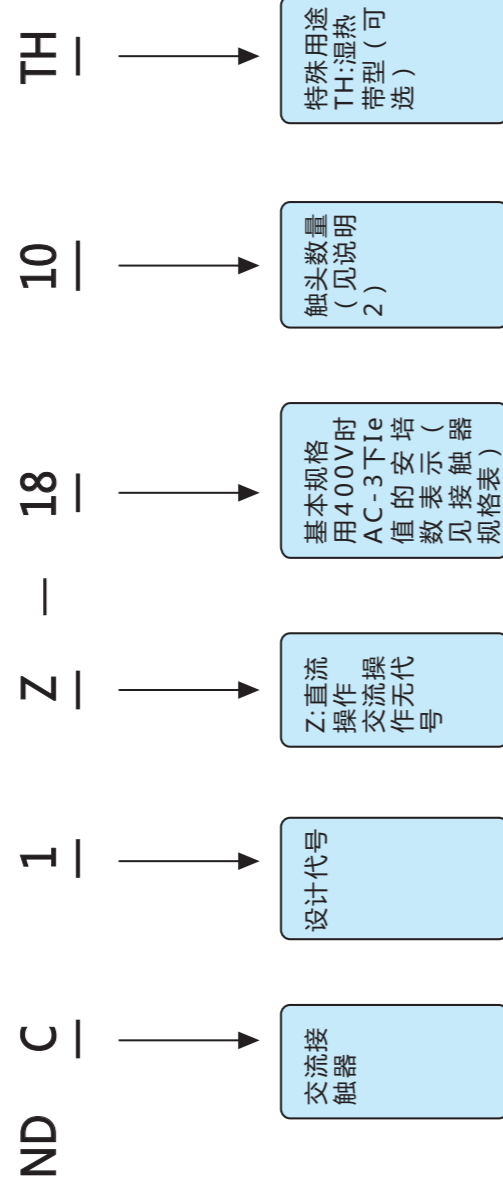 ND C 1 Z — 18 10 TH
交流接
触器
设计代号
Z:直流
操作
交流操
作无代
号
基本规格
用400V时
AC-3下Ie
值的安培
数表示（
见接触器
规格表）
触头数量
（见说明
2）
特殊用途
TH:湿热
带型（可
选）